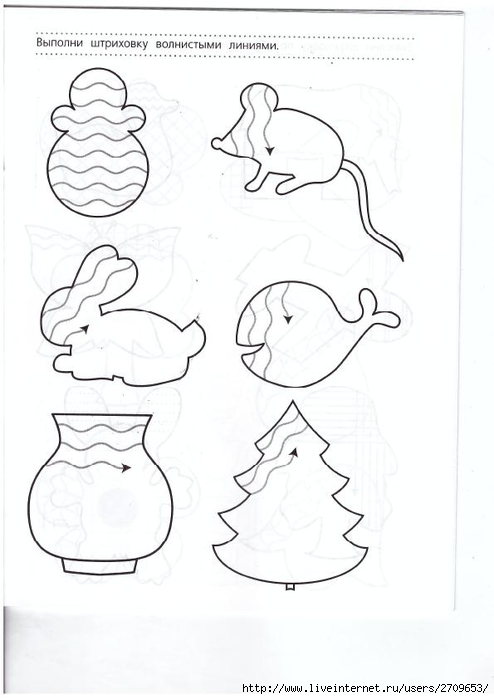 Выполни штриховку волнистыми линиями.
http://www.liveinternet.ru/users/2709653/